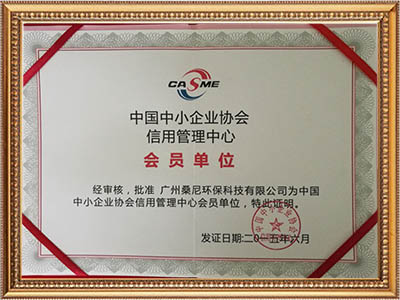 CASME
中国中小企业协会
信用管理中心
会员单位
经审核，批准 广州桑尼环保科技有限公司为中国
中小企业协会信用管理中心会员单位，特此证明。
发证日期:二〇一五年六月